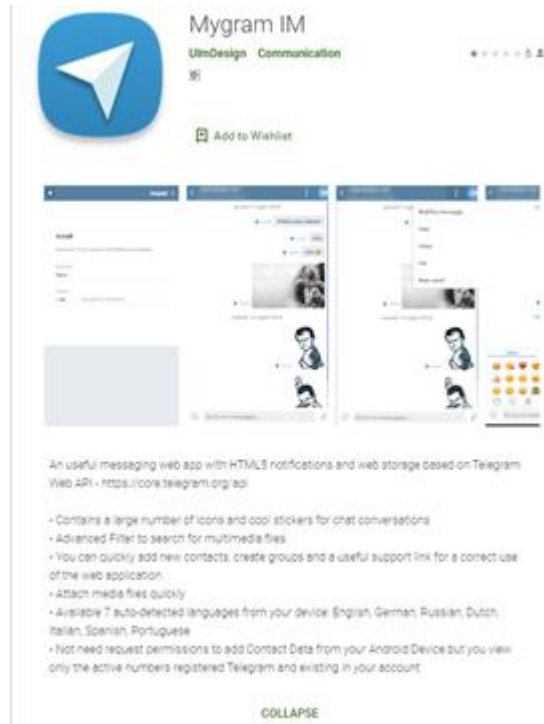 Mygram IM
UImDesign Communication
Add to Wishlist
An useful messaging web app with HTML5 notifications and web storage based on Telegram
Web API - https://core.telegram.org/api
- Contains a large number of icons and cool stickers for chat conversations
- Advanced Filter to search for multimedia files
- You can quickly add new contacts, create groups and a useful support link for a correct use
of the web application
- Attach media files quickly
- Available 7 auto-detected languages from your device: English, German, Russian, Dutch,
Italian, Spanish, Portuguese
- Not need request permissions to add Contact Data from your Android Device but you view
only the active numbers registered Telegram and existing in your account
COLLAPSE